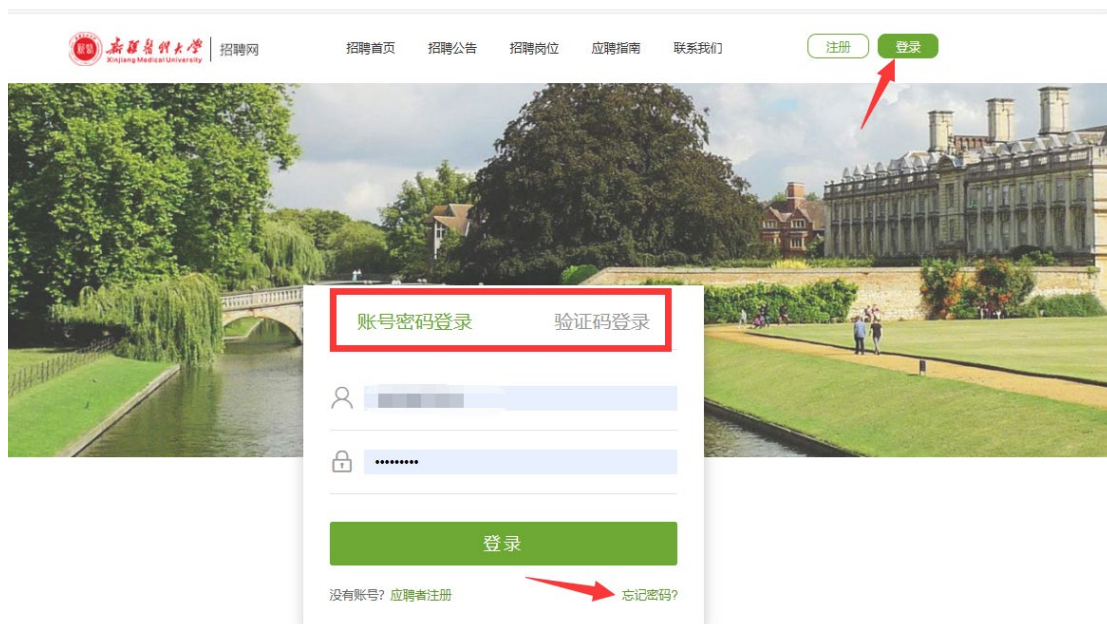 新疆医科大学
Xinjiang Medical University
招聘网 招聘首页 招聘公告 招聘岗位 应聘指南 联系我们 注册 登录
账号密码登录 验证码登录
•••••••••
登录
没有账号? 应聘者注册 忘记密码?